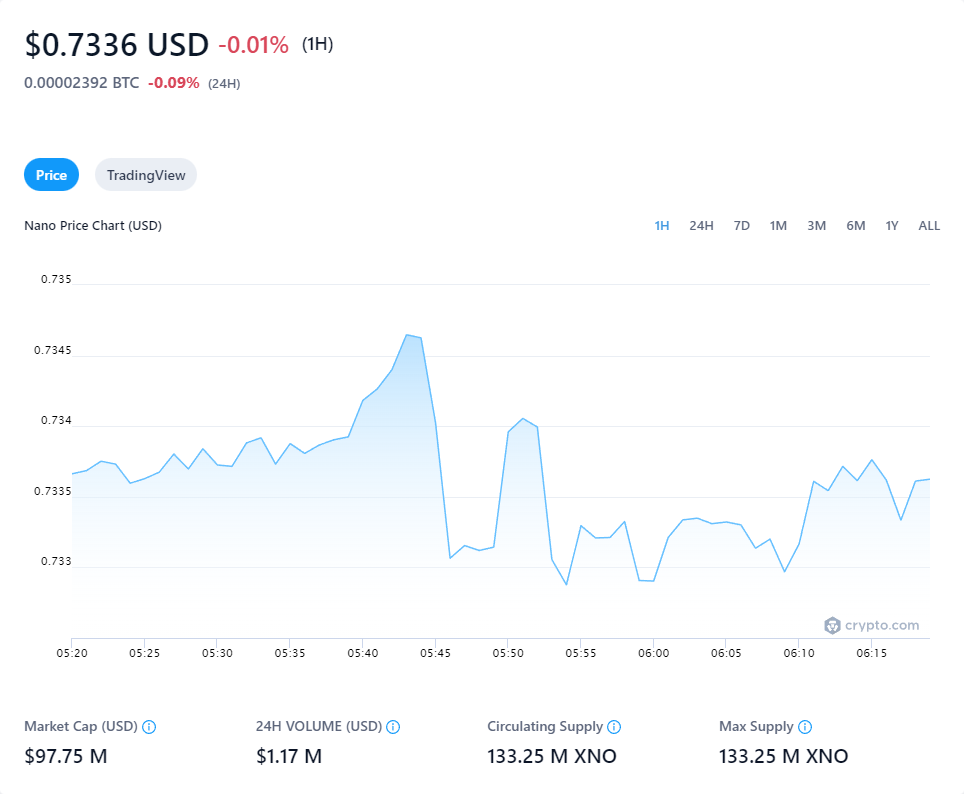 $0.7336 USD -0.01% (1H)
0.00002392 BTC -0.09% (24H)
Price TradingView
Nano Price Chart (USD) 1H 24H 7D 1M 3M 6M 1Y ALL
0.735
0.7345
0.734
0.7335
0.733
crypto.com
05:20 05:25 05:30 05:35 05:40 05:45 05:50 05:55 06:00 06:05 06:10 06:15
Market Cap (USD) 24H VOLUME (USD) Circulating Supply Max Supply
$97.75 M $1.17 M 133.25 M XNO 133.25 M XNO